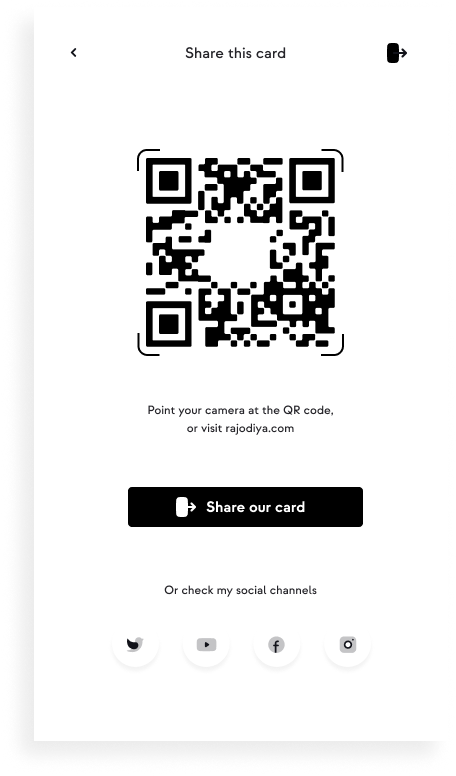 Share this card
Point your camera at the QR code,
or visit rajodiya.com
Share our card
Or check my social channels